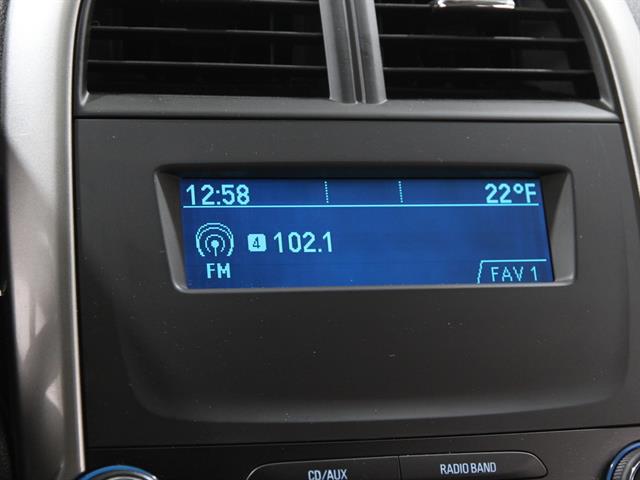 12:58 22°F
4 102.1
FM
FAV 1
CD/AUX RADIO BAND